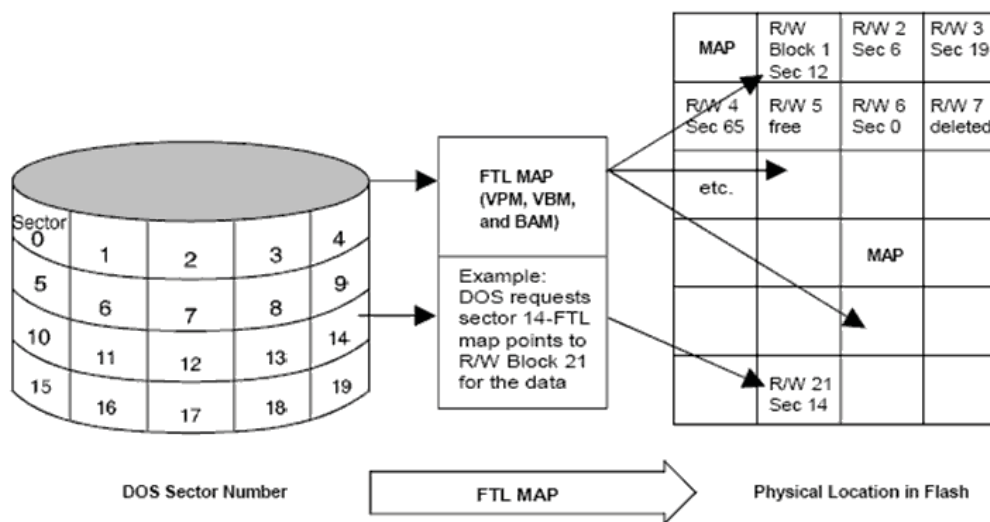 Sector
0
1
2
3
4
5
6
7
8
9
10
11
12
13
14
15
16
17
18
19
DOS Sector Number
FTL MAP
(VPM, VBM,
and BAM)
Example:
DOS requests
sector 14-FTL
map points to
R/W Block 21
for the data
FTL MAP
MAP
R/W
Block 1
Sec 12
R/W 2
Sec 6
R/W 3
Sec 19
R/W 4
Sec 65
R/W 5
free
R/W 6
Sec 0
R/W 7
deleted
etc.
MAP
R/W 21
Sec 14
Physical Location in Flash